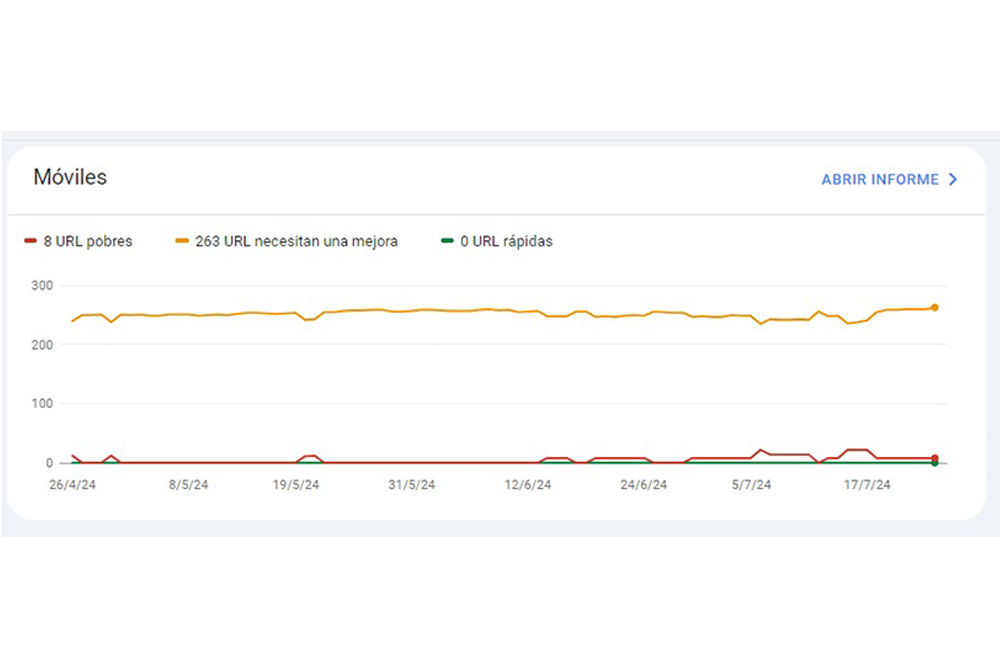 Móviles
ABRIR INFORME
8 URL pobres
263 URL necesitan una mejora
0 URL rápidas
300
200
100
0
26/4/24 8/5/24 19/5/24 31/5/24 12/6/24 24/6/24 5/7/24 17/7/24